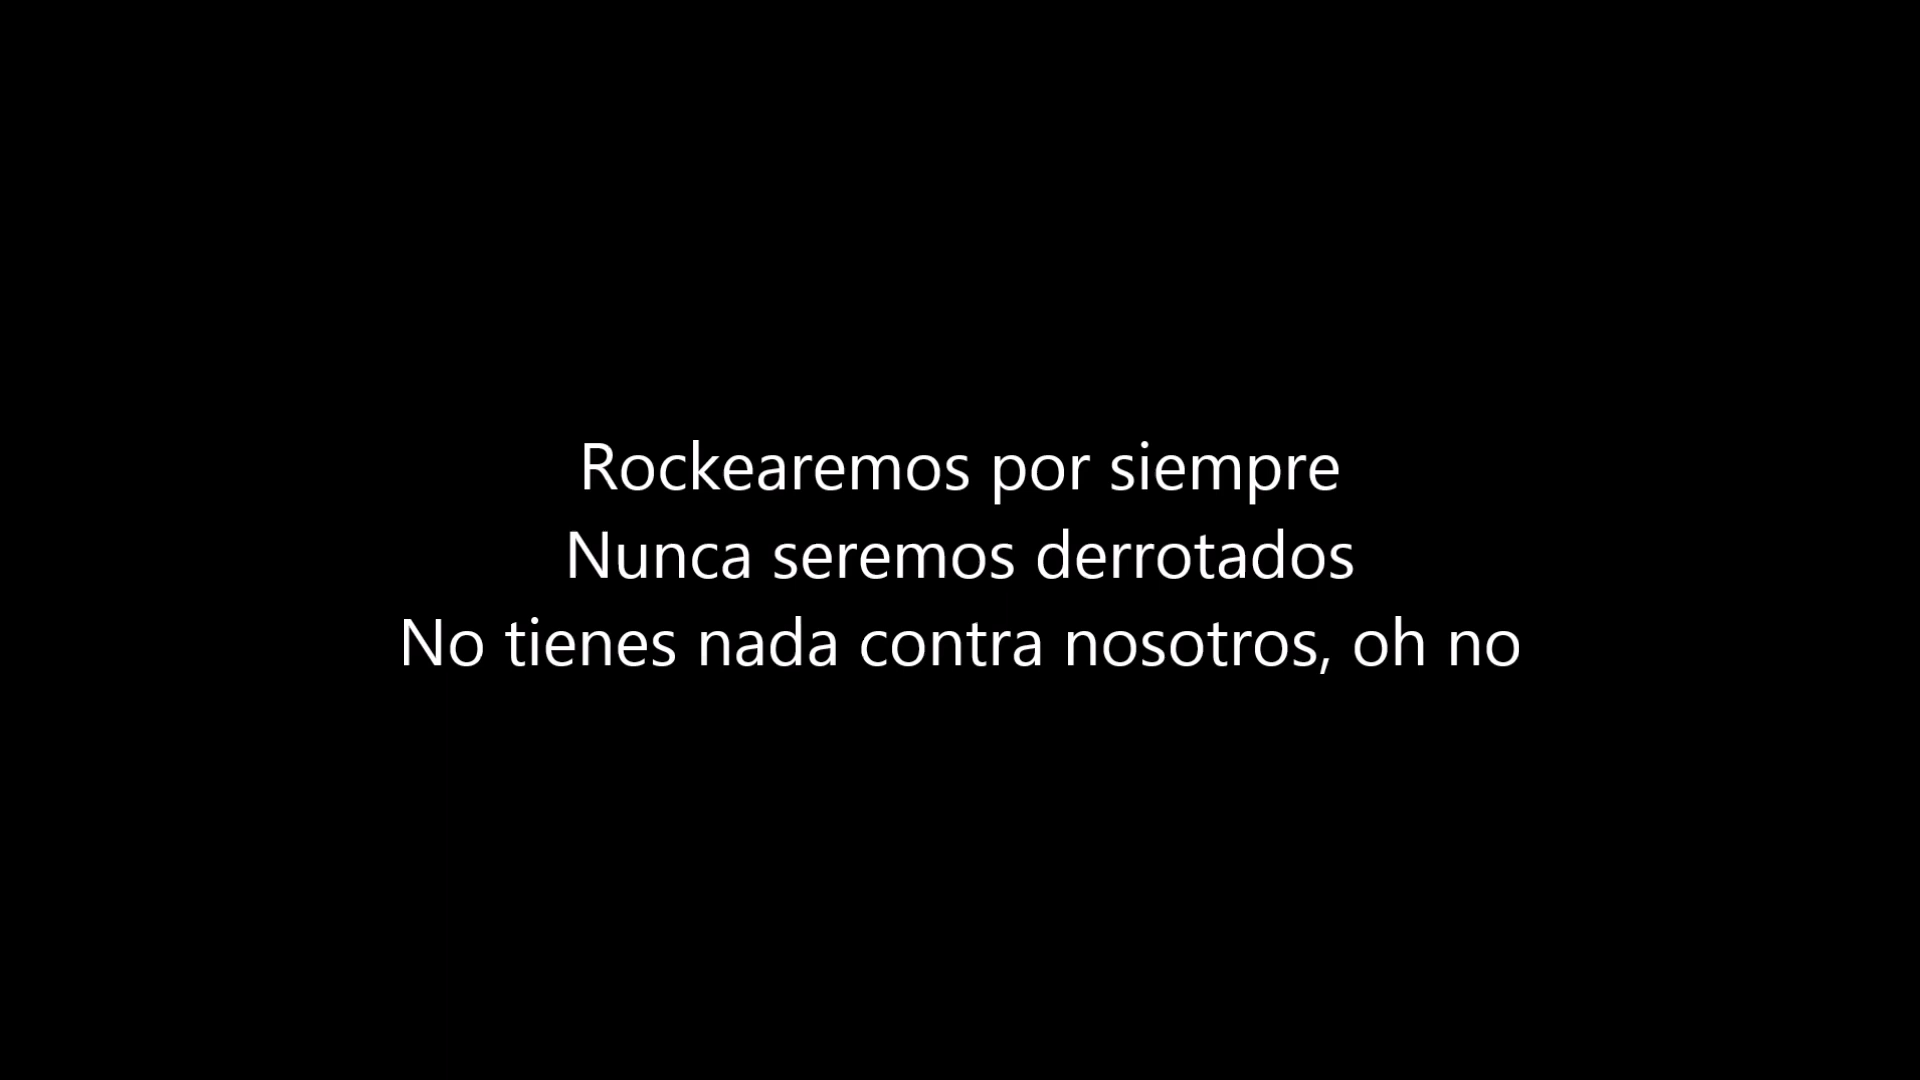 Rockearemos por siempre
Nunca seremos derrotados
No tienes nada contra nosotros, oh no